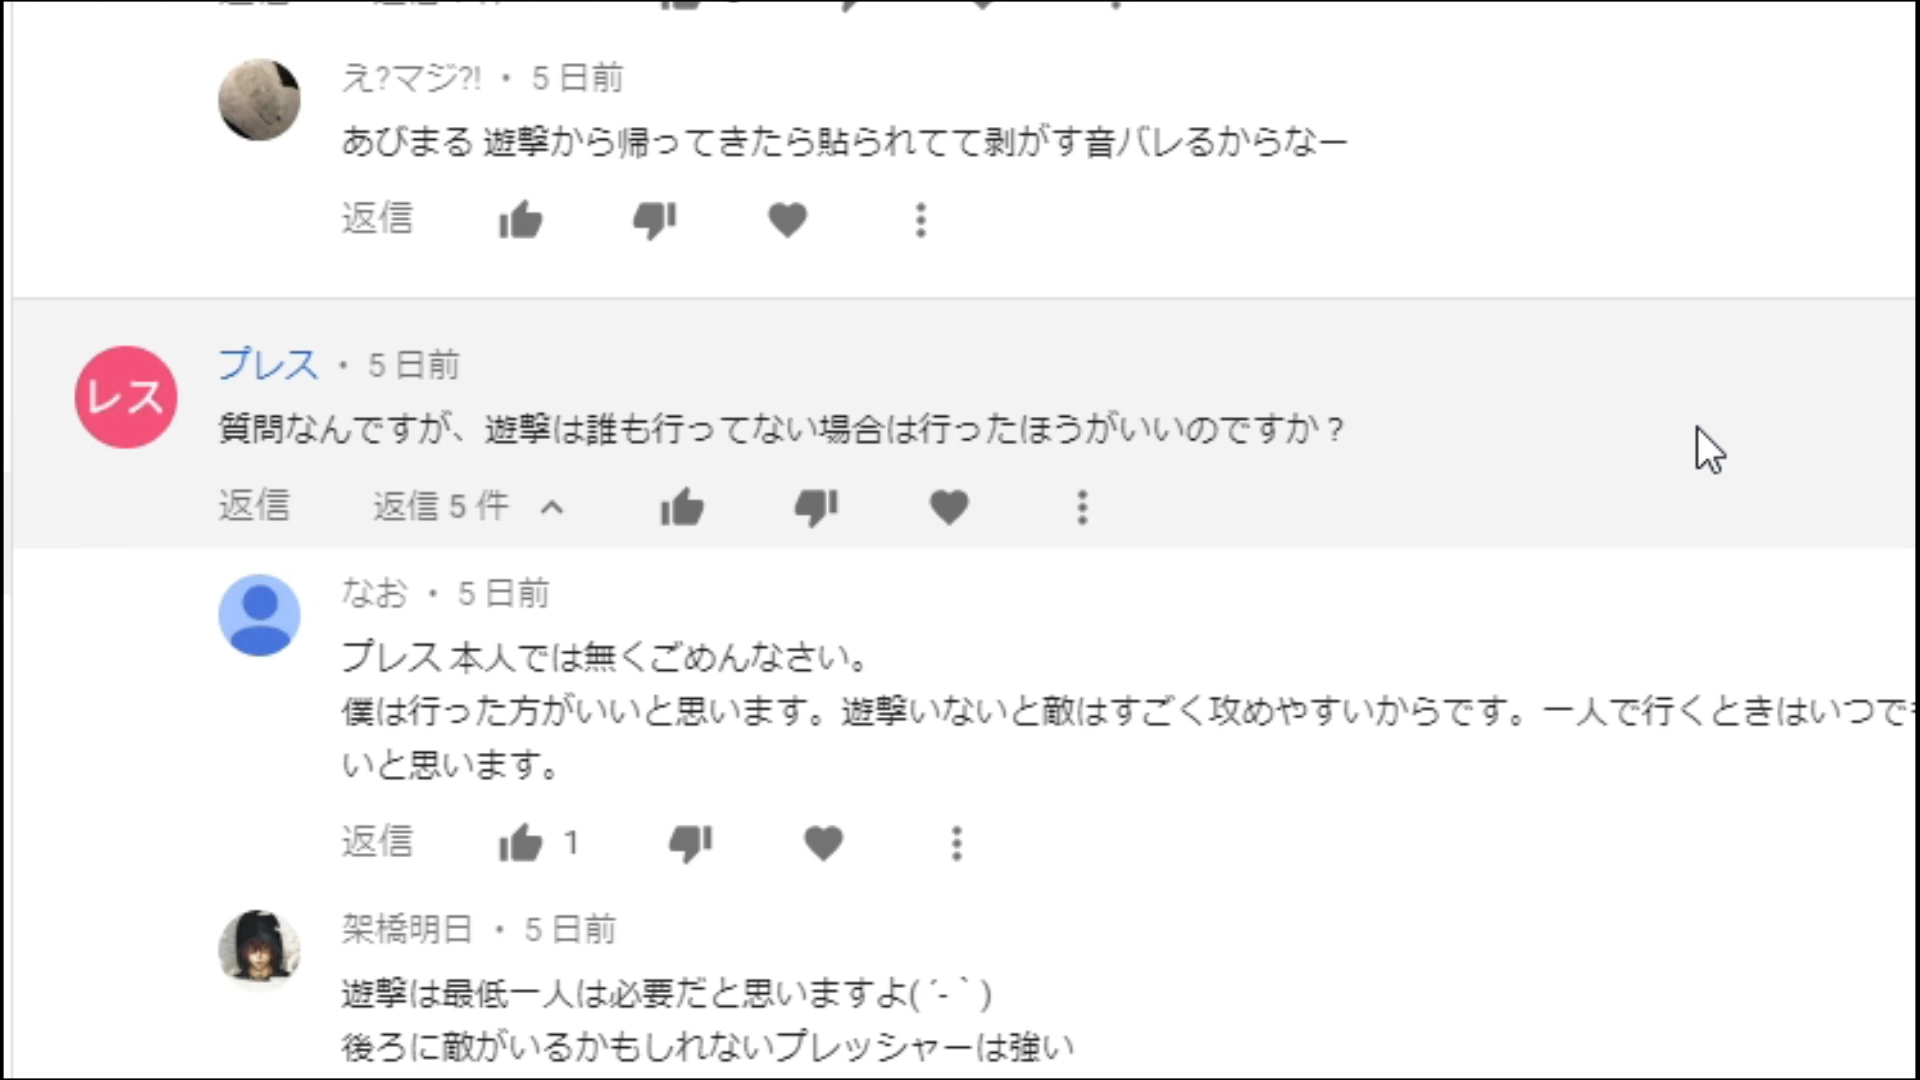 え?マジ?! • 5 日前
あびまる 遊撃から帰ってきたら貼られてて剥がす音バレるからなー
返信
プレス • 5 日前
レス
質問なんですが、遊撃は誰も行ってない場合は行ったほうがいいのですか？
返信 返信 5 件
なお • 5 日前
プレス 本人では無くごめんなさい。
僕は行った方がいいと思います。遊撃いないと敵はすごく攻めやすいからです。一人で行くときはいつで
いと思います。
返信 1
架橋明日 • 5 日前
遊撃は最低一人は必要だと思いますよ( ´-｀)
後ろに敵がいるかもしれないプレッシャーは強い